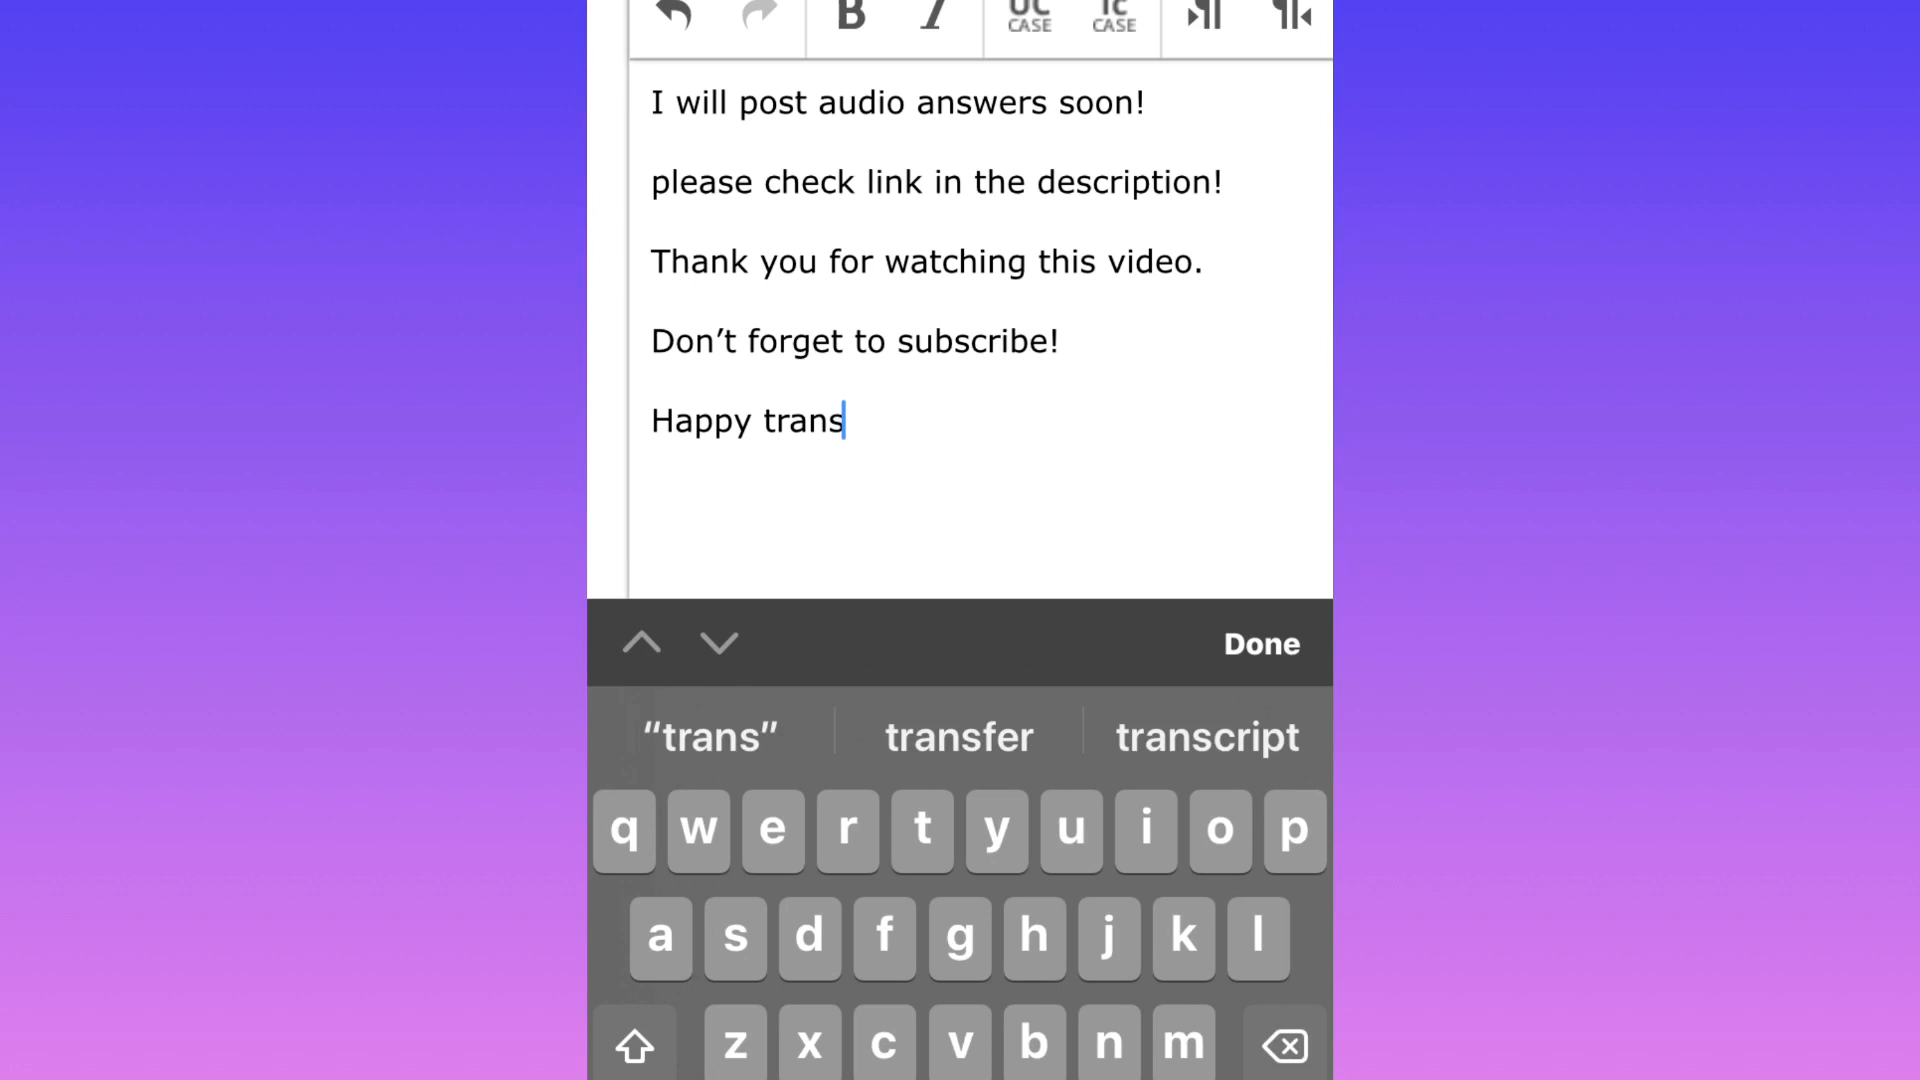 B I UC CASE Tc CASE
I will post audio answers soon!
please check link in the description!
Thank you for watching this video.
Don’t forget to subscribe!
Happy trans
Done
“trans” transfer transcript
q w e r t y u i o p
a s d f g h j k l
z x c v b n m